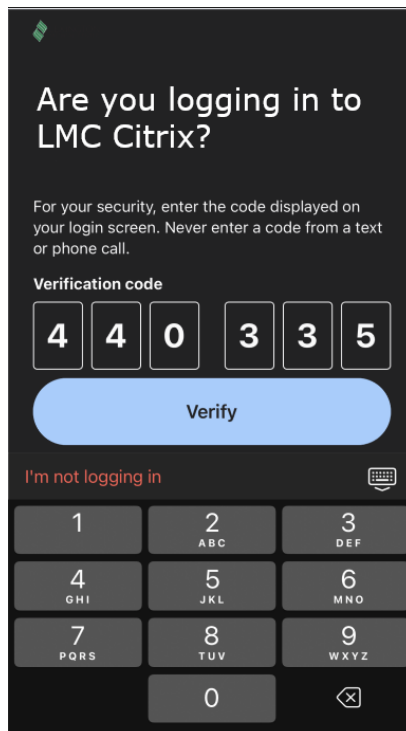 Are you logging in to
LMC Citrix?
For your security, enter the code displayed on
your login screen. Never enter a code from a text
or phone call.
Verification code
4 4 0 3 3 5
Verify
I'm not logging in
1 2 3
ABC DEF
4 5 6
GHI JKL MNO
7 8 9
PQRS TUV WXYZ
0